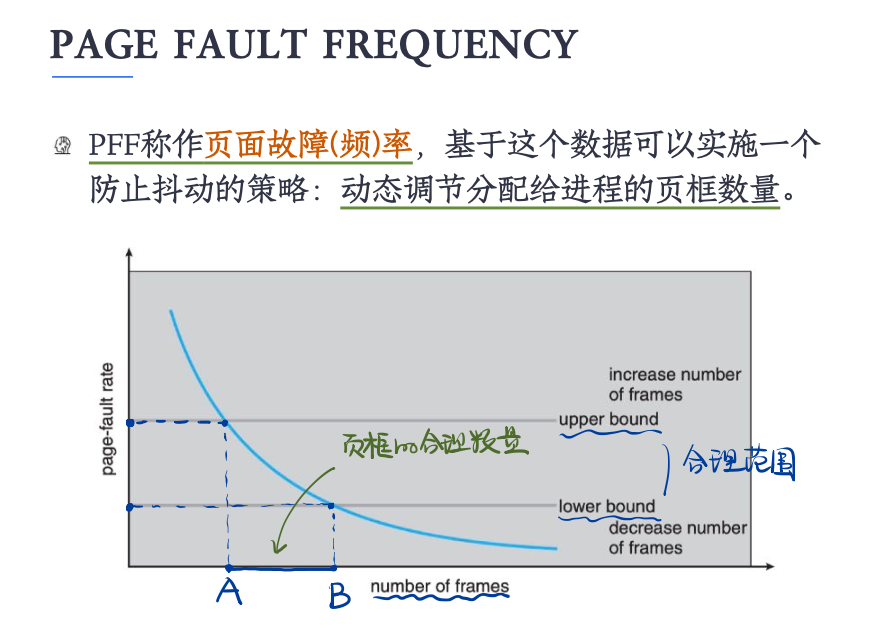 PAGE FAULT FREQUENCY
PFF称作页面故障(频)率，基于这个数据可以实施一个
防止抖动的策略：动态调节分配给进程的页框数量。
page-fault rate
increase number
of frames
upper bound
页框的合理数量
合理范围
lower bound
decrease number
of frames
A
B
number of frames